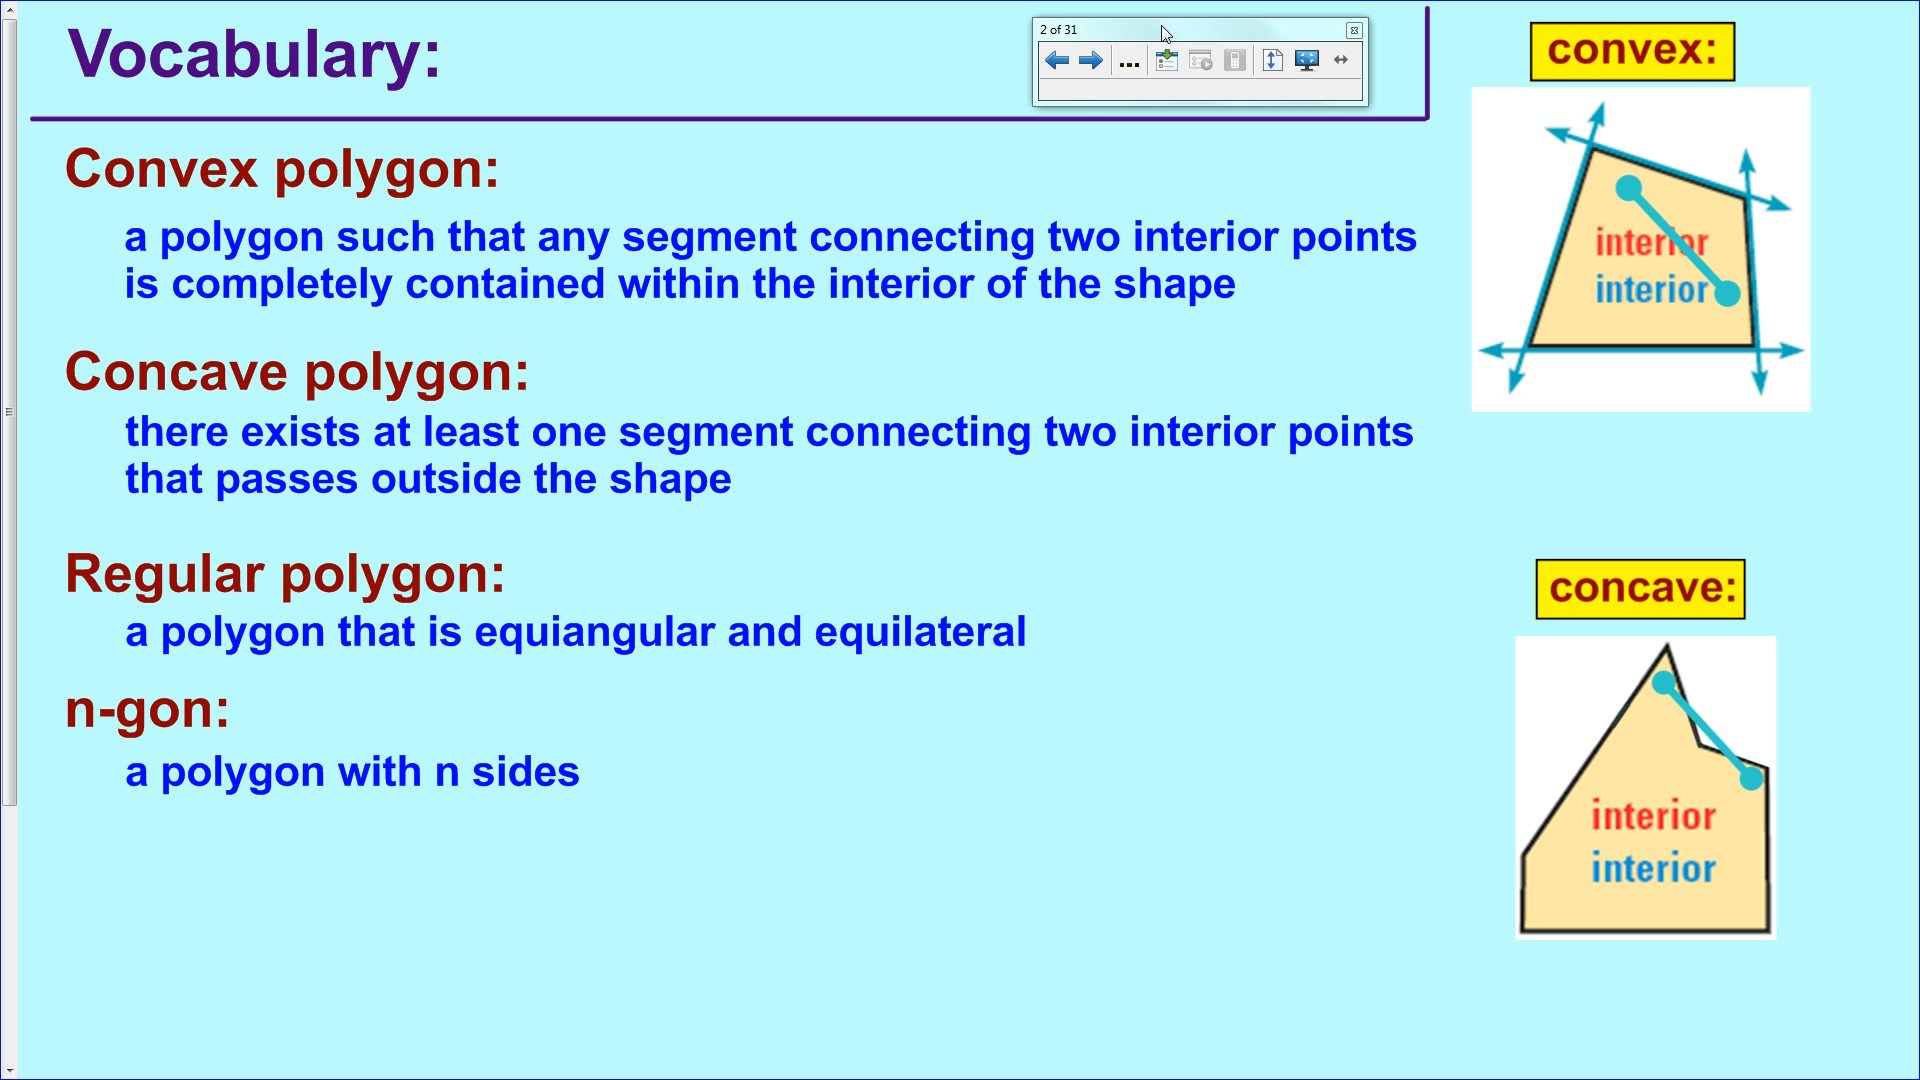 Vocabulary:
2 of 31
convex:
Convex polygon:
a polygon such that any segment connecting two interior points
is completely contained within the interior of the shape
interior
interior
Concave polygon:
there exists at least one segment connecting two interior points
that passes outside the shape
Regular polygon:
a polygon that is equiangular and equilateral
n-gon:
a polygon with n sides
concave:
interior
interior